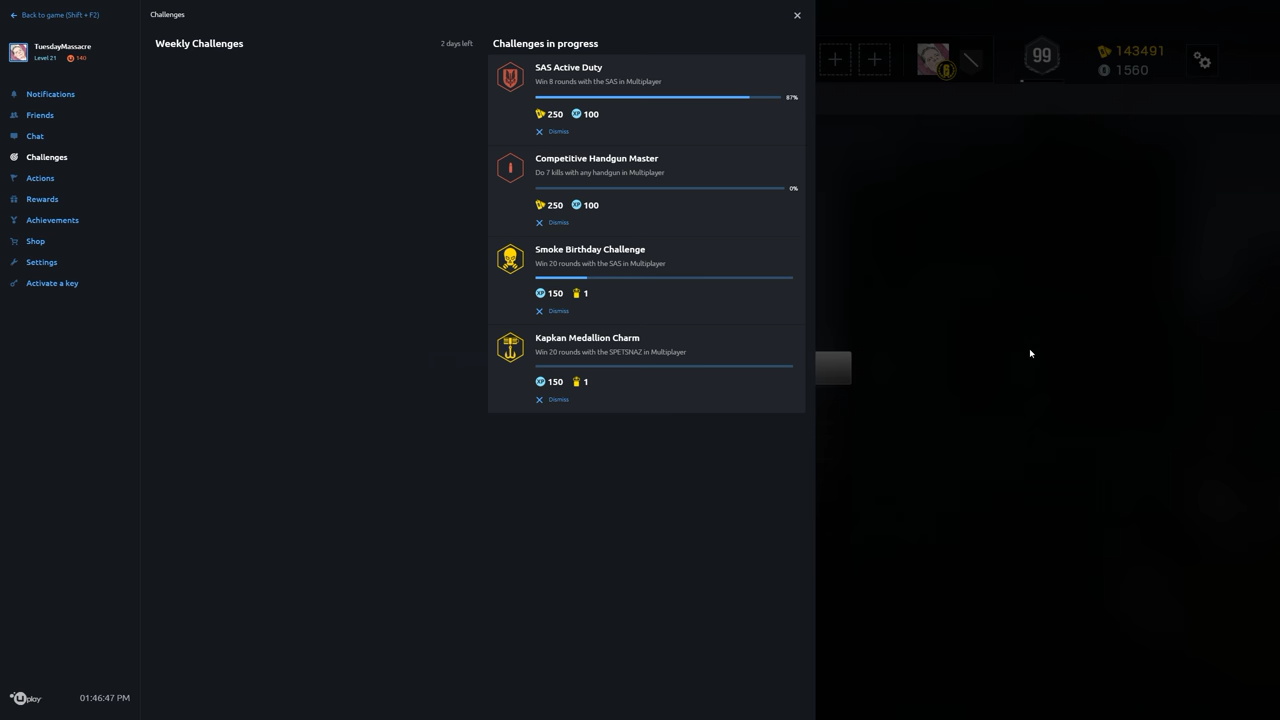 Back to game (Shift + F2)
TuesdayMassacre
Level 21 140
Notifications
Friends
Chat
Challenges
Actions
Rewards
Achievements
Shop
Settings
Activate a key
uplay
01:46:47 PM
Challenges
Weekly Challenges
2 days left
Challenges in progress
SAS Active Duty
Win 8 rounds with the SAS in Multiplayer
87%
250 XP 100
Dismiss
Competitive Handgun Master
Do 7 kills with any handgun in Multiplayer
0%
250 XP 100
Dismiss
Smoke Birthday Challenge
Win 20 rounds with the SAS in Multiplayer
XP 150 1
Dismiss
Kapkan Medallion Charm
Win 20 rounds with the SPETSNAZ in Multiplayer
XP 150 1
Dismiss
99
143491
1560